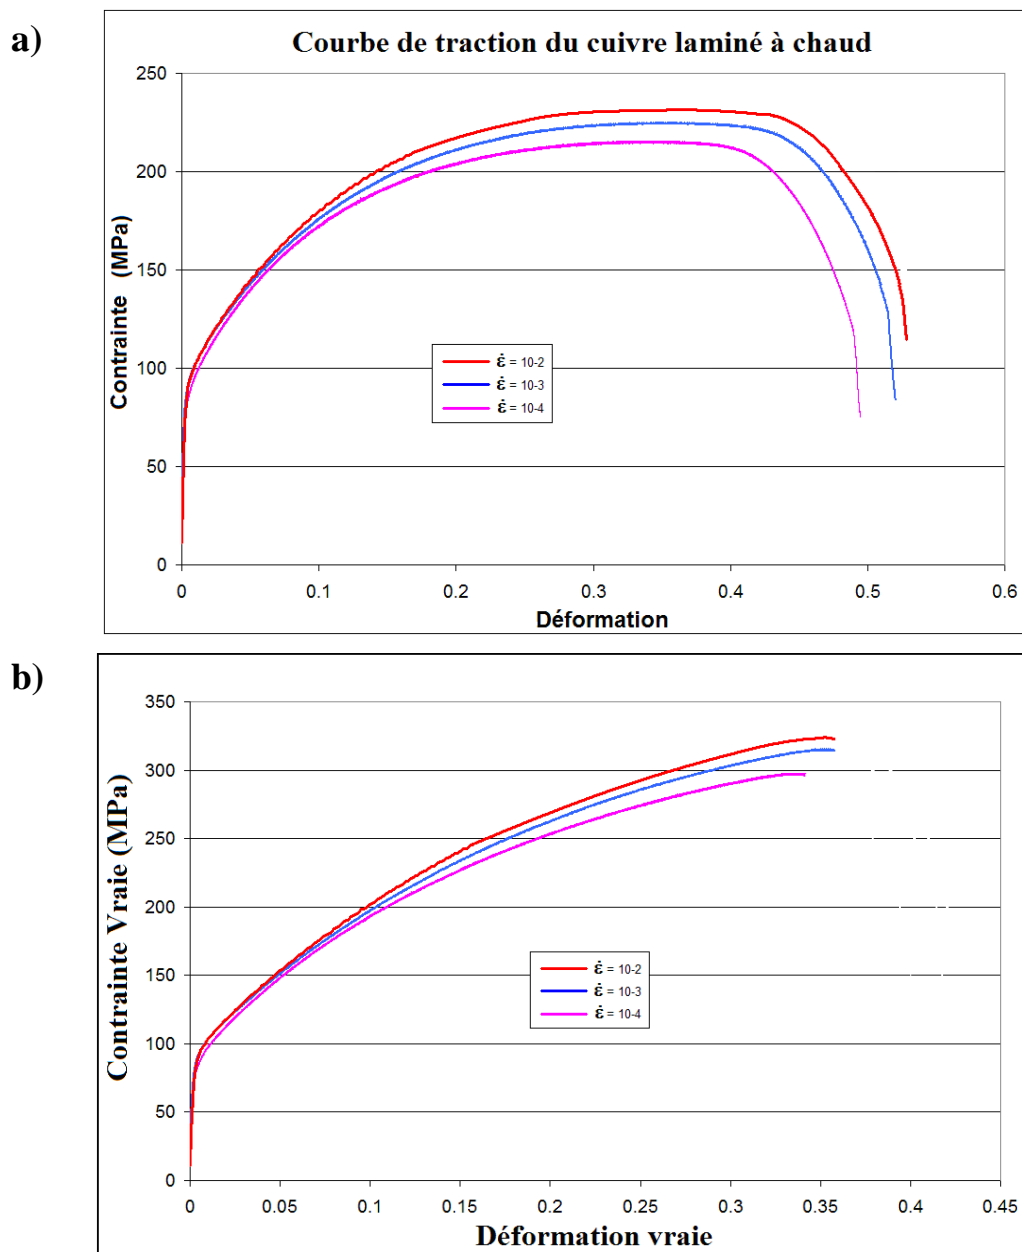 a)
Courbe de traction du cuivre laminé à chaud
Contrainte (MPa)
250
200
150
100
50
0
0 0.1 0.2 0.3 0.4 0.5 0.6
Déformation
ε̇ = 10-2
ε̇ = 10-3
ε̇ = 10-4
b)
Contrainte Vraie (MPa)
350
300
250
200
150
100
50
0
0 0.05 0.1 0.15 0.2 0.25 0.3 0.35 0.4 0.45
Déformation vraie
ε̇ = 10-2
ε̇ = 10-3
ε̇ = 10-4